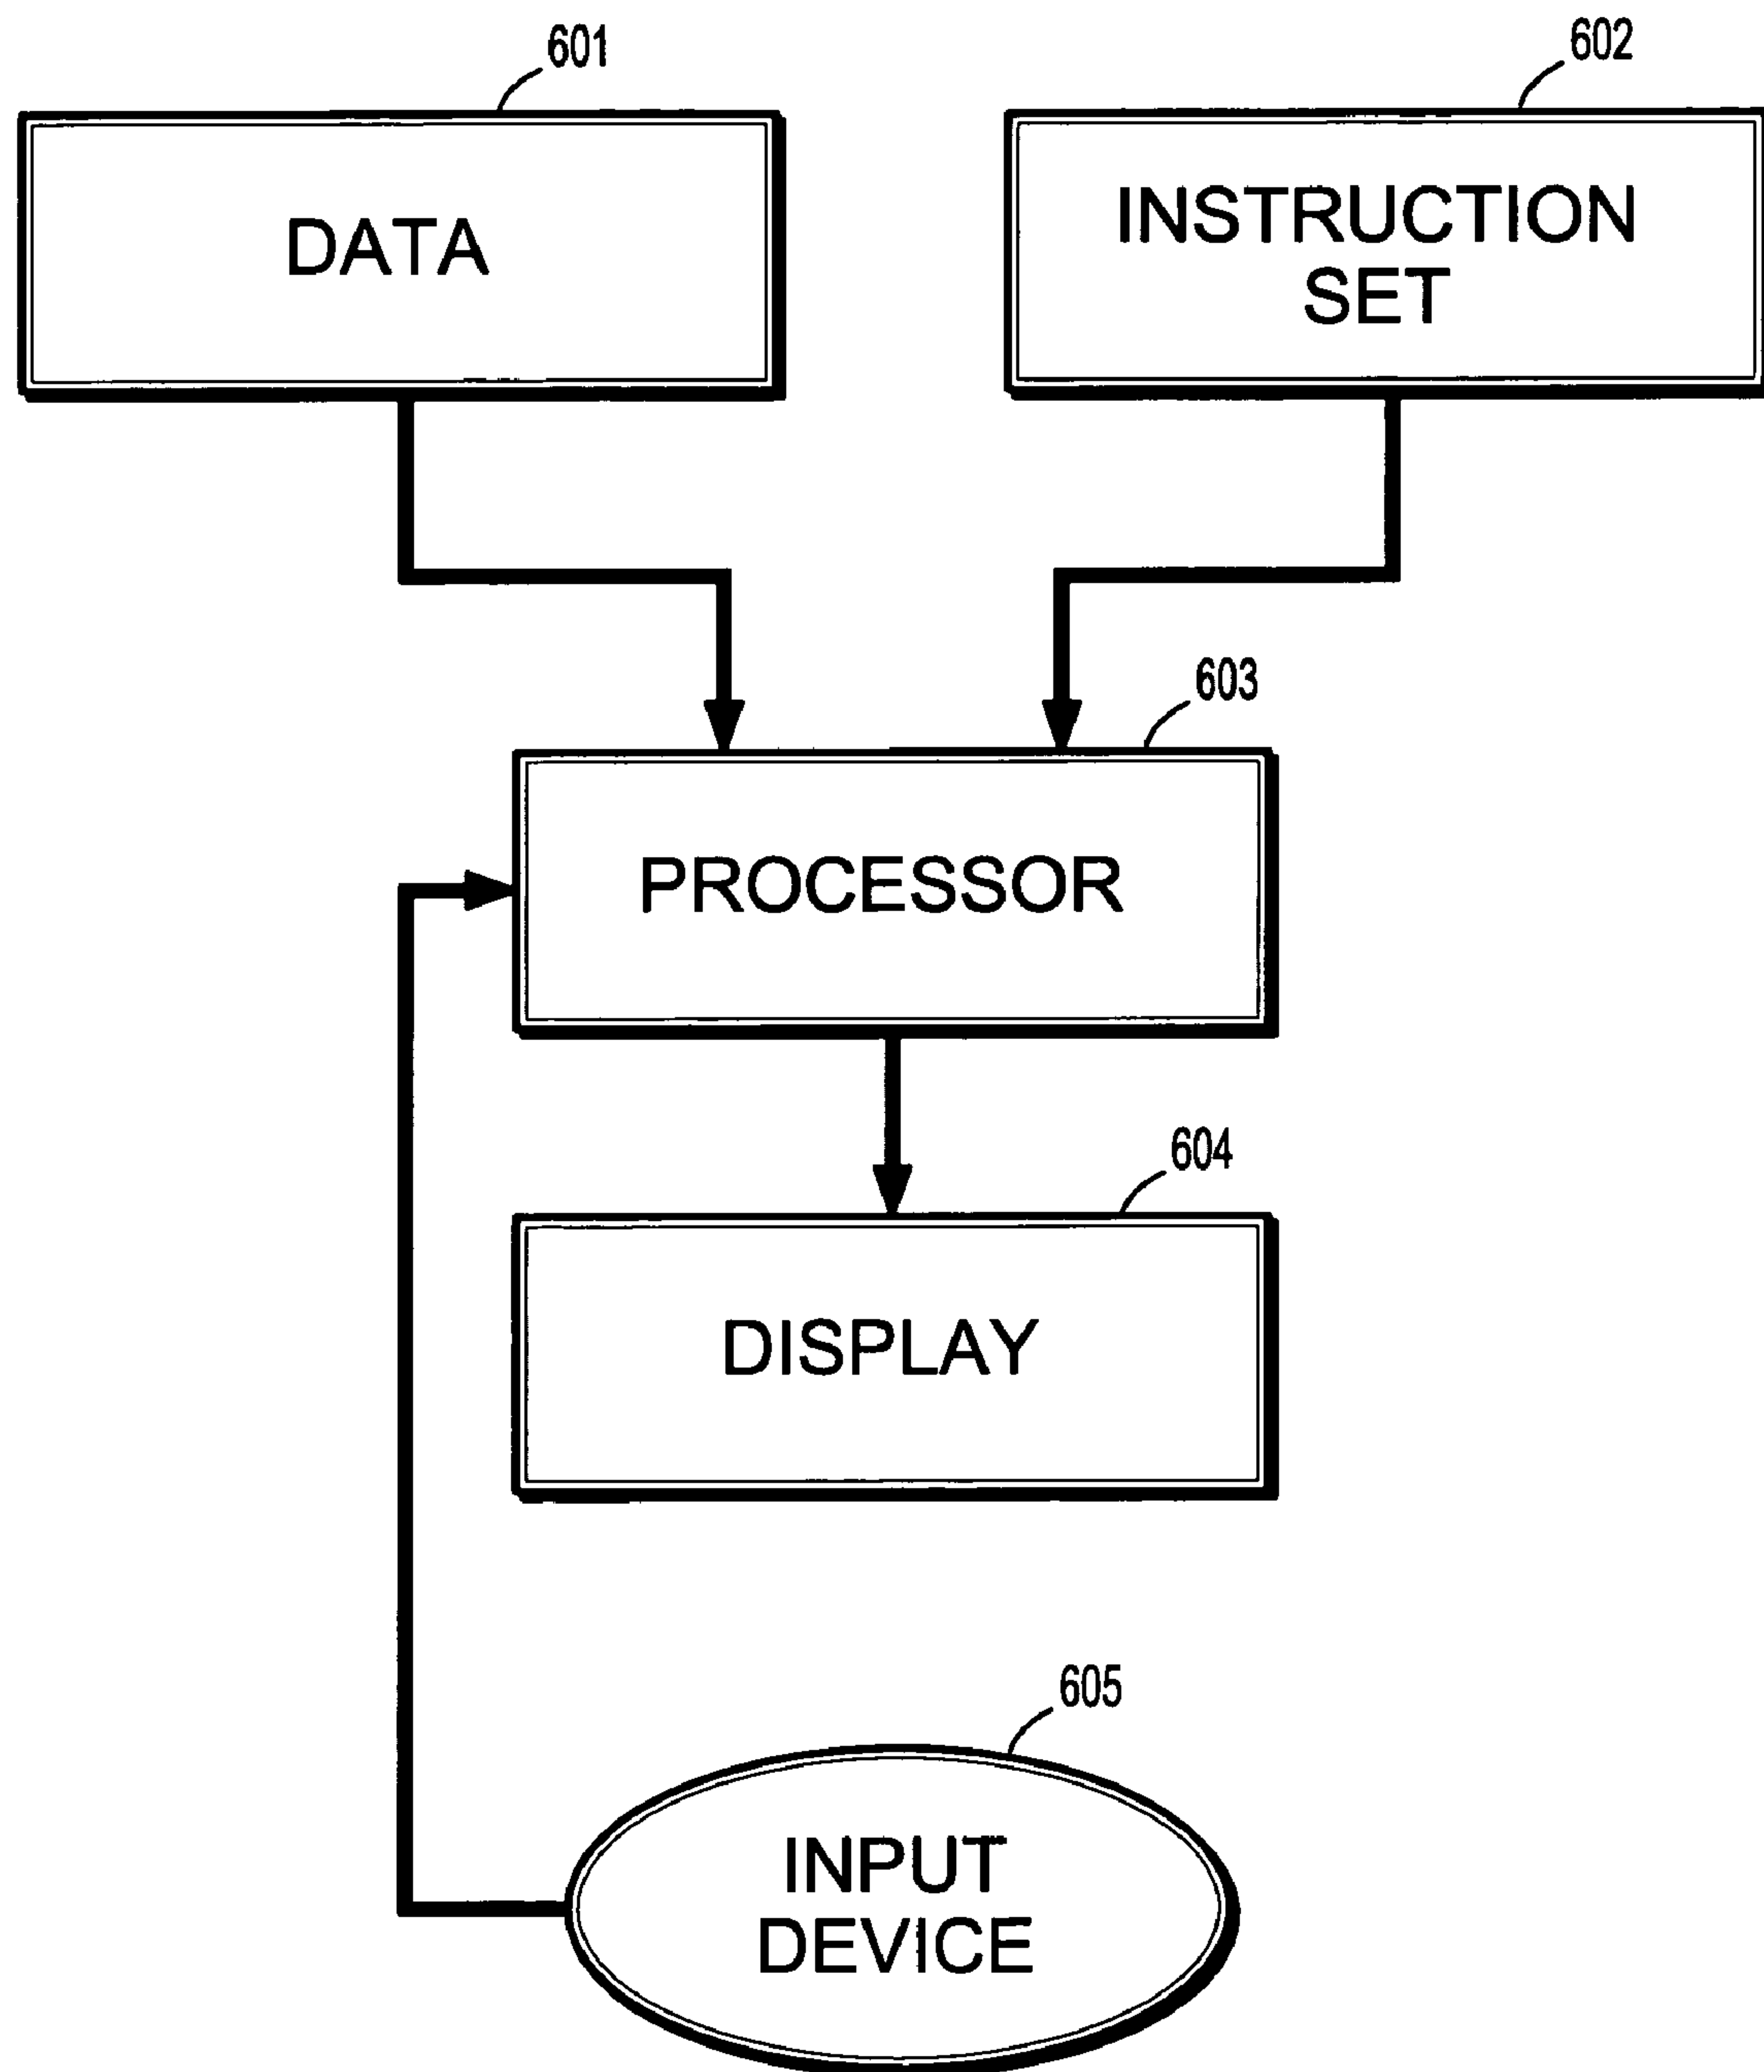 601
602
DATA
INSTRUCTION
SET
603
PROCESSOR
604
DISPLAY
605
INPUT
DEVICE